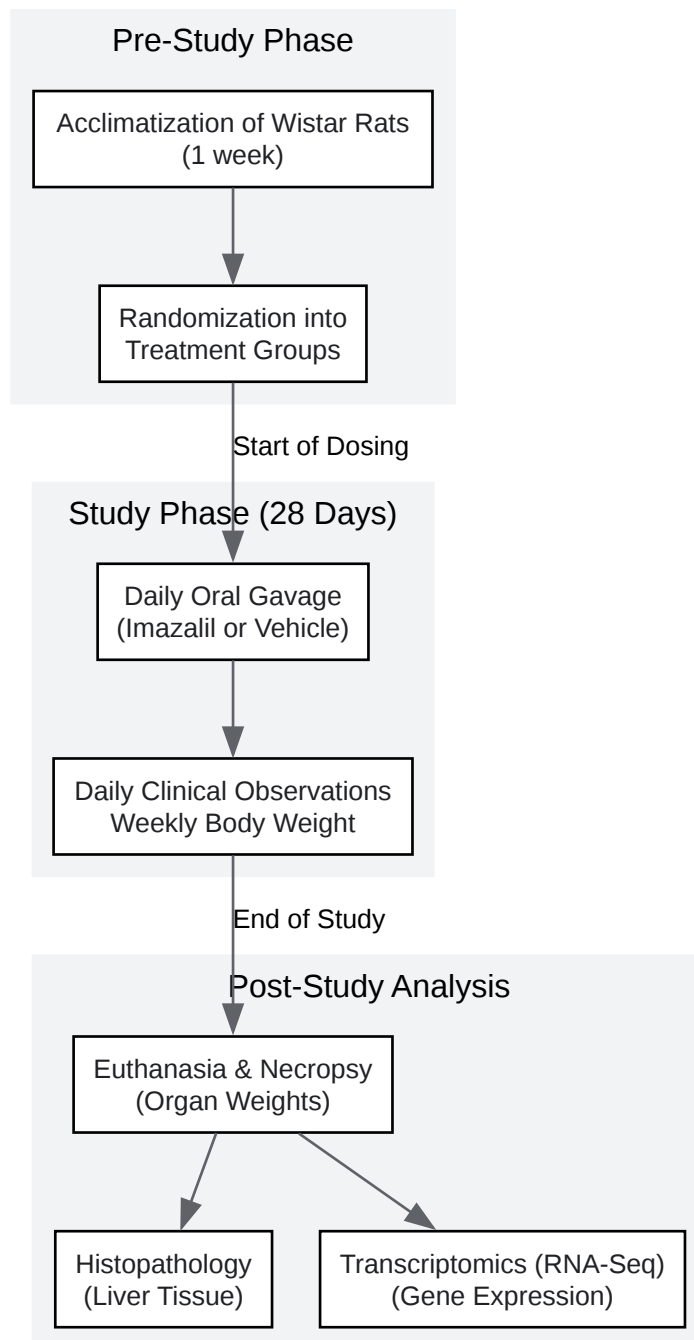 Pre-Study Phase
Acclimatization of Wistar Rats
(1 week)
Randomization into
Treatment Groups
Start of Dosing
Study Phase (28 Days)
Daily Oral Gavage
(Imazalil or Vehicle)
Daily Clinical Observations
Weekly Body Weight
End of Study
Post-Study Analysis
Euthanasia & Necropsy
(Organ Weights)
Histopathology
(Liver Tissue)
Transcriptomics (RNA-Seq)
(Gene Expression)